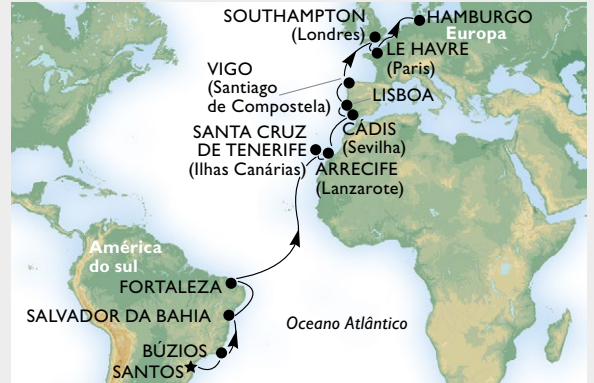 SOUTHAMPTON
(Londres)
HAMBURGO
Europa
LE HAVRE
(Paris)
VIGO
(Santiago
de Compostela)
LISBOA
CÁDIS
(Sevilha)
SANTA CRUZ
DE TENERIFE
(Ilhas Canárias)
ARRECIFE
(Lanzarote)
América
do sul
FORTALEZA
SALVADOR DA BAHIA
Oceano Atlântico
BÚZIOS
SANTOS